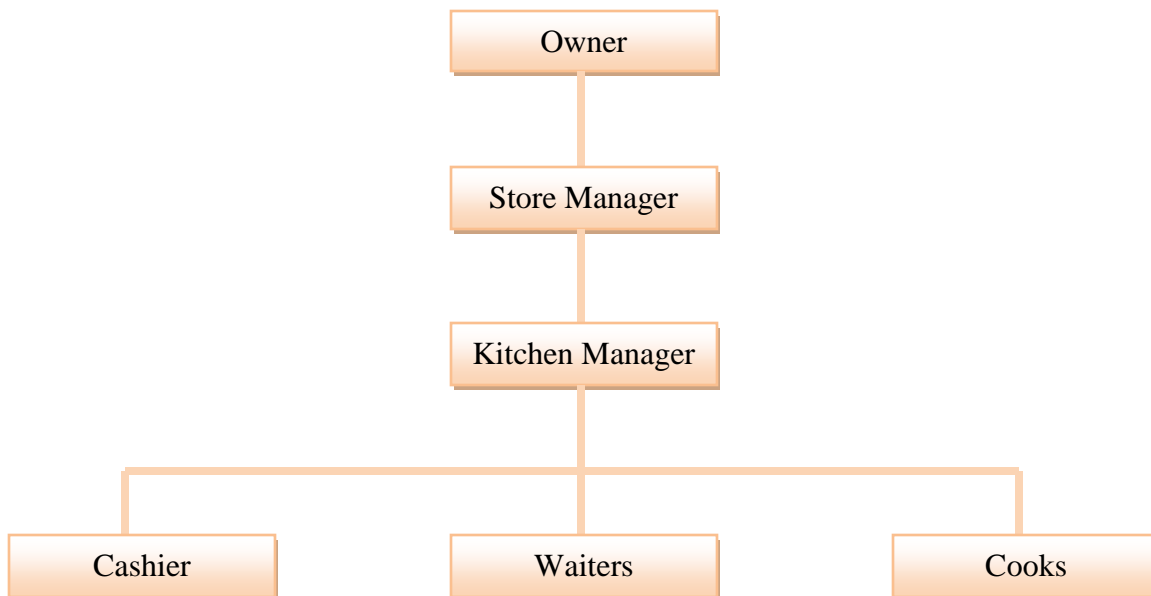 Owner
Store Manager
Kitchen Manager
Cashier
Waiters
Cooks